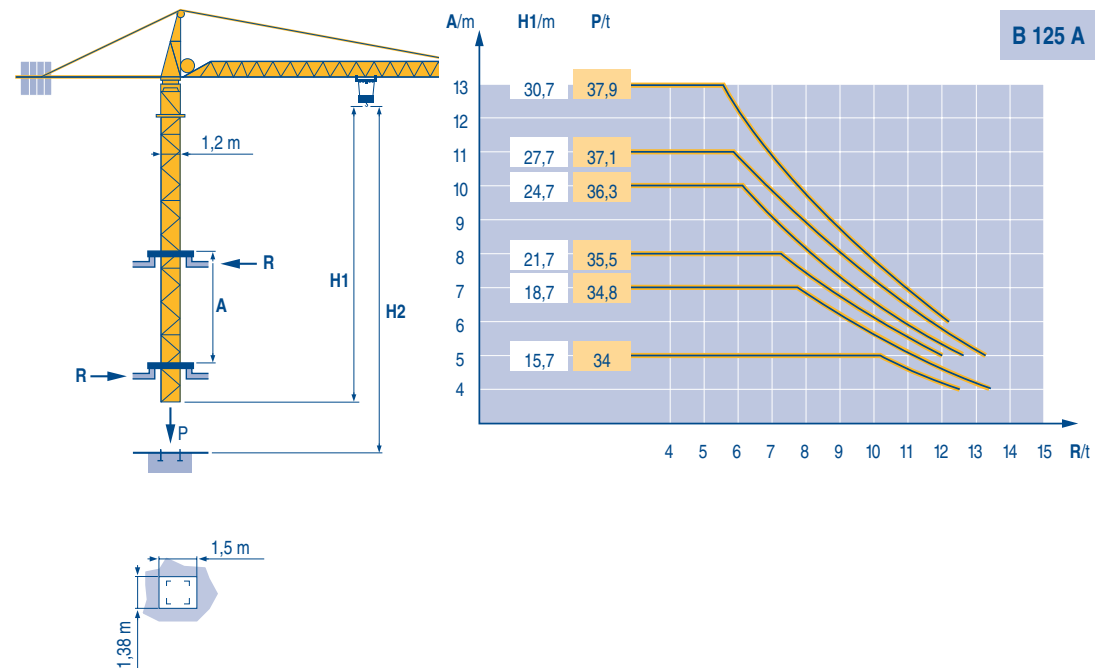 A/m H1/m P/t
B 125 A
13 30,7 37,9
12
11 27,7 37,1
10 24,7 36,3
9
8 21,7 35,5
7 18,7 34,8
6
5 15,7 34
4
4 5 6 7 8 9 10 11 12 13 14 15 R/t
1,2 m
R
A
H1
H2
R
P
1,5 m
1,38 m